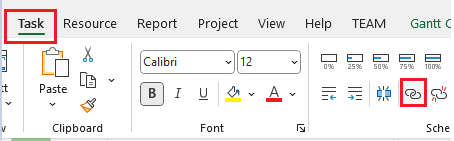 Task Resource Report Project View Help TEAM Gantt C
Calibri 12 0% 25% 50% 75% 100%
Paste B I U A
w Clipboard Font Sche